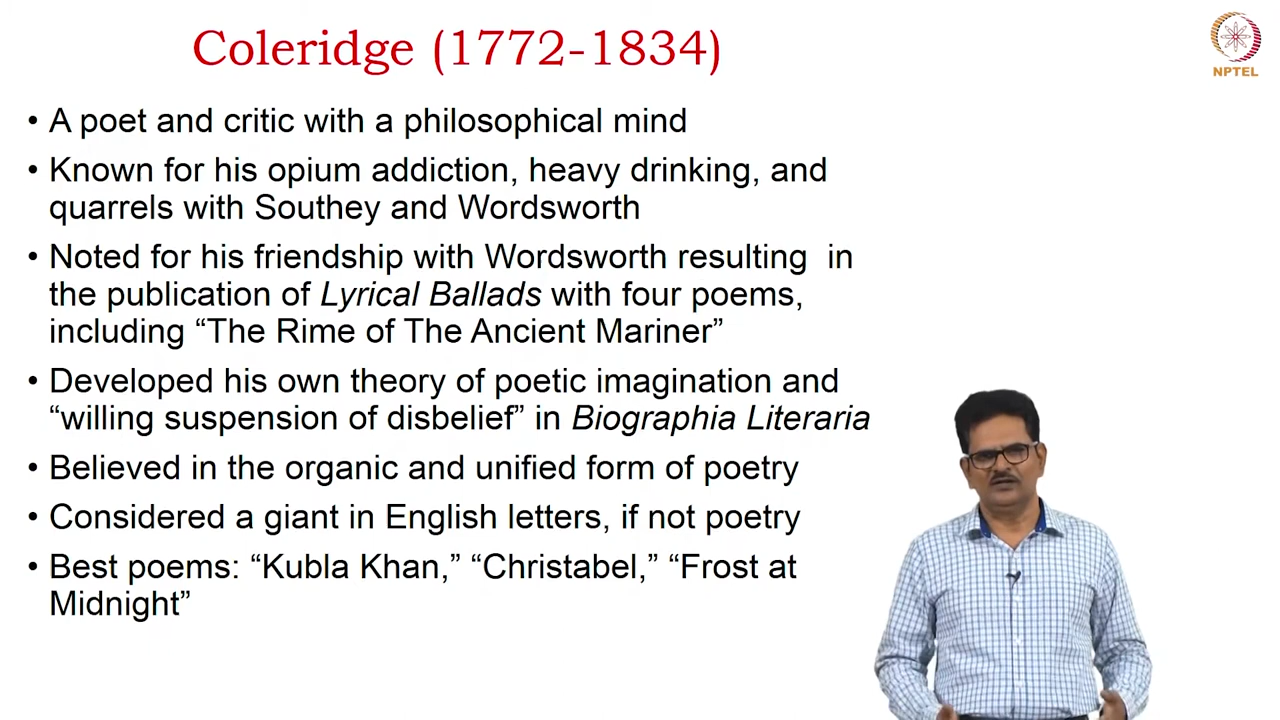 Coleridge (1772-1834)
NPTEL
• A poet and critic with a philosophical mind
• Known for his opium addiction, heavy drinking, and
quarrels with Southey and Wordsworth
• Noted for his friendship with Wordsworth resulting  in
the publication of Lyrical Ballads with four poems,
including “The Rime of The Ancient Mariner”
• Developed his own theory of poetic imagination and
“willing suspension of disbelief” in Biographia Literaria
• Believed in the organic and unified form of poetry
• Considered a giant in English letters, if not poetry
• Best poems: “Kubla Khan,” “Christabel,” “Frost at
Midnight”